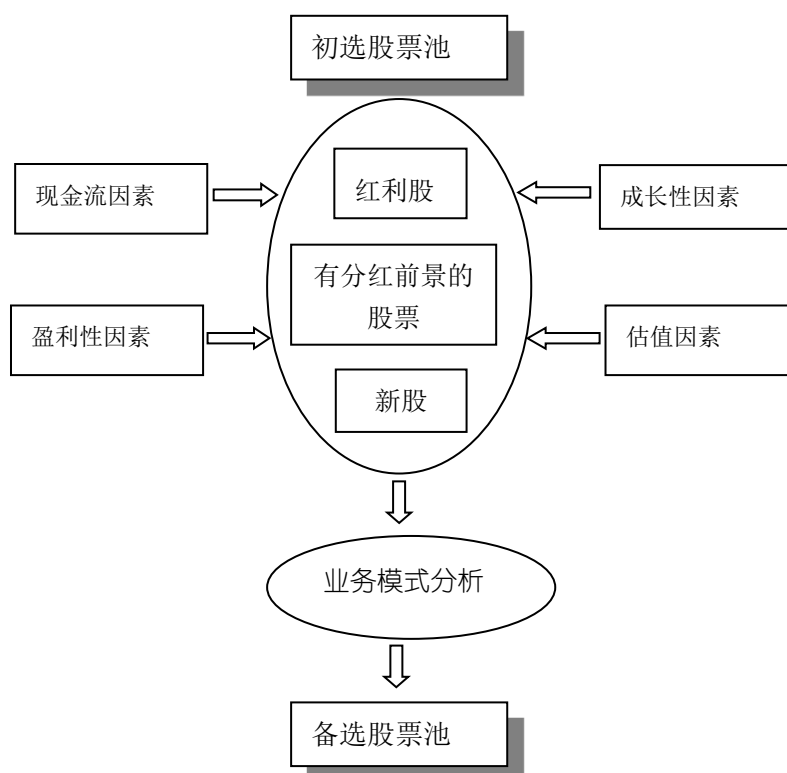 初选股票池
现金流因素
红利股
成长性因素
有分红前景的
股票
盈利性因素
估值因素
新股
业务模式分析
备选股票池